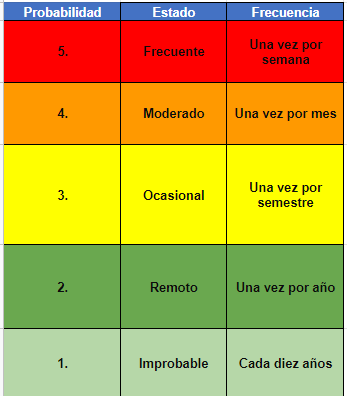 Probabilidad Estado Frecuencia
5. Frecuente Una vez por
semana
4. Moderado Una vez por mes
3. Ocasional Una vez por
semestre
2. Remoto Una vez por año
1. Improbable Cada diez años